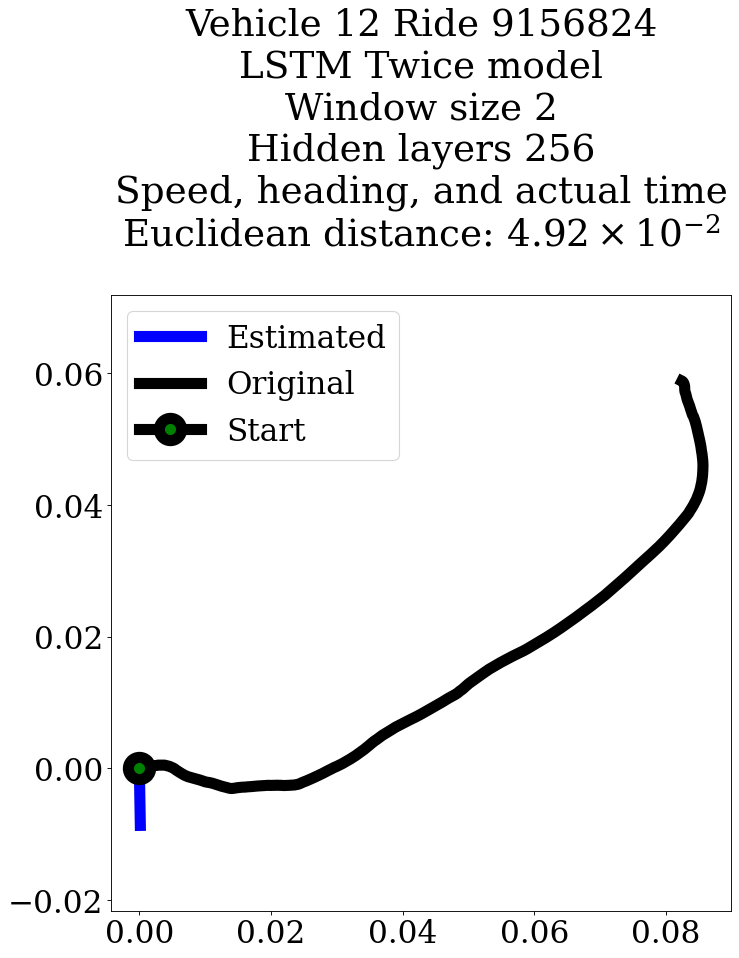 Vehicle 12 Ride 9156824
LSTM Twice model
Window size 2
Hidden layers 256
Speed, heading, and actual time
Euclidean distance: 4.92 × 10⁻²
Estimated
Original
Start
0.06
0.04
0.02
0.00
−0.02
0.00 0.02 0.04 0.06 0.08